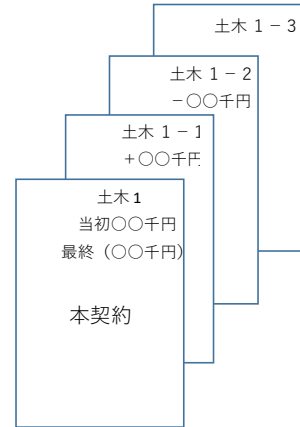 土木 1－3
土木 1－2
－○○千円
土木 1－1
＋○○千円
土木 1
当初○○千円
最終（○○千円）
本契約